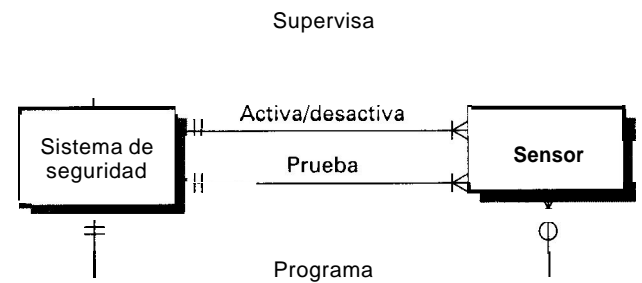 Supervisa
Activa/desactiva
Sistema de
seguridad
Sensor
Prueba
Programa